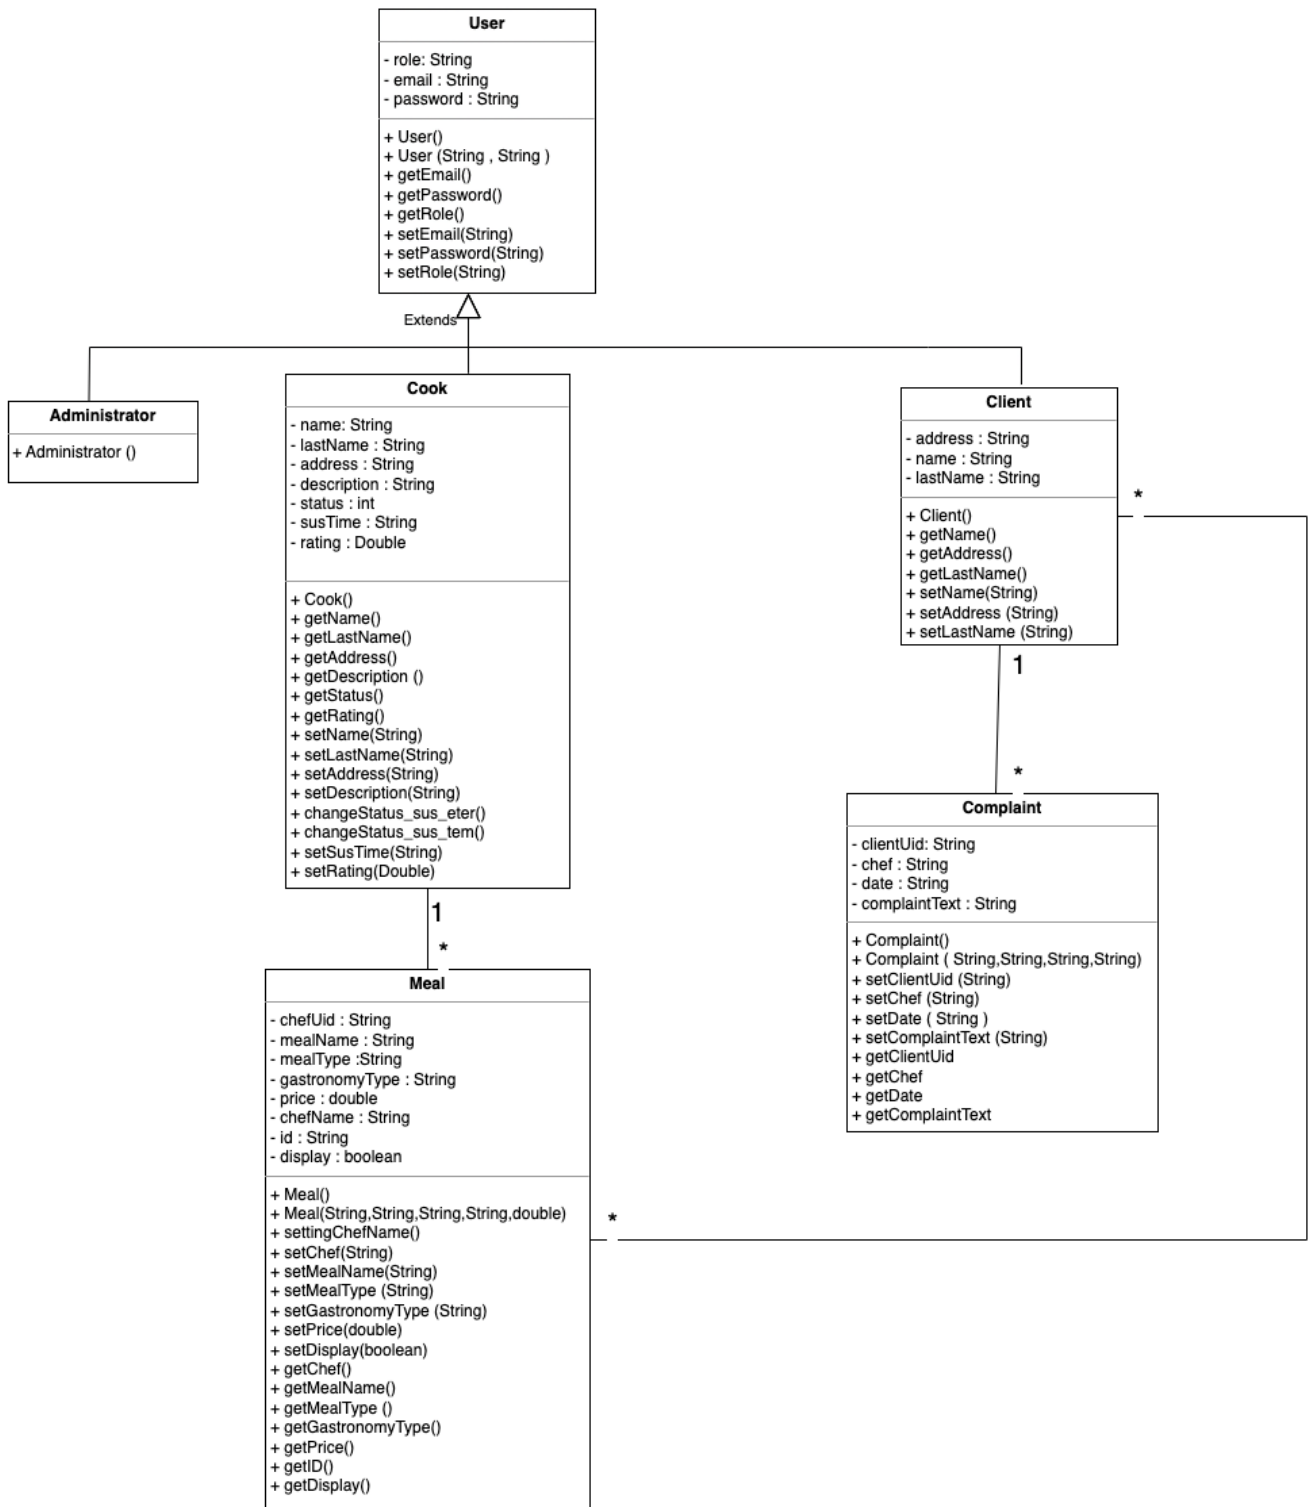 User
- role: String
- email : String
- password : String
+ User()
+ User (String , String )
+ getEmail()
+ getPassword()
+ getRole()
+ setEmail(String)
+ setPassword(String)
+ setRole(String)
Extends
Administrator
+ Administrator ()
Cook
- name: String
- lastName : String
- address : String
- description : String
- status : int
- susTime : String
- rating : Double
+ Cook()
+ getName()
+ getLastName()
+ getAddress()
+ getDescription ()
+ getStatus()
+ getRating()
+ setName(String)
+ setLastName(String)
+ setAddress(String)
+ setDescription(String)
+ changeStatus_sus_eter()
+ changeStatus_sus_tem()
+ setSusTime(String)
+ setRating(Double)
1
*
Client
- address : String
- name : String
- lastName : String
+ Client()
+ getName()
+ getAddress()
+ getLastName()
+ setName(String)
+ setAddress (String)
+ setLastName (String)
*
1
*
Complaint
- clientUid: String
- chef : String
- date : String
- complaintText : String
+ Complaint()
+ Complaint ( String,String,String,String)
+ setClientUid (String)
+ setChef (String)
+ setDate ( String )
+ setComplaintText (String)
+ getClientUid
+ getChef
+ getDate
+ getComplaintText
Meal
- chefUid : String
- mealName : String
- mealType :String
- gastronomyType : String
- price : double
- chefName : String
- id : String
- display : boolean
+ Meal()
+ Meal(String,String,String,String,double)
+ settingChefName()
+ setChef(String)
+ setMealName(String)
+ setMealType (String)
+ setGastronomyType (String)
+ setPrice(double)
+ setDisplay(boolean)
+ getChef()
+ getMealName()
+ getMealType ()
+ getGastronomyType()
+ getPrice()
+ getID()
+ getDisplay()
*